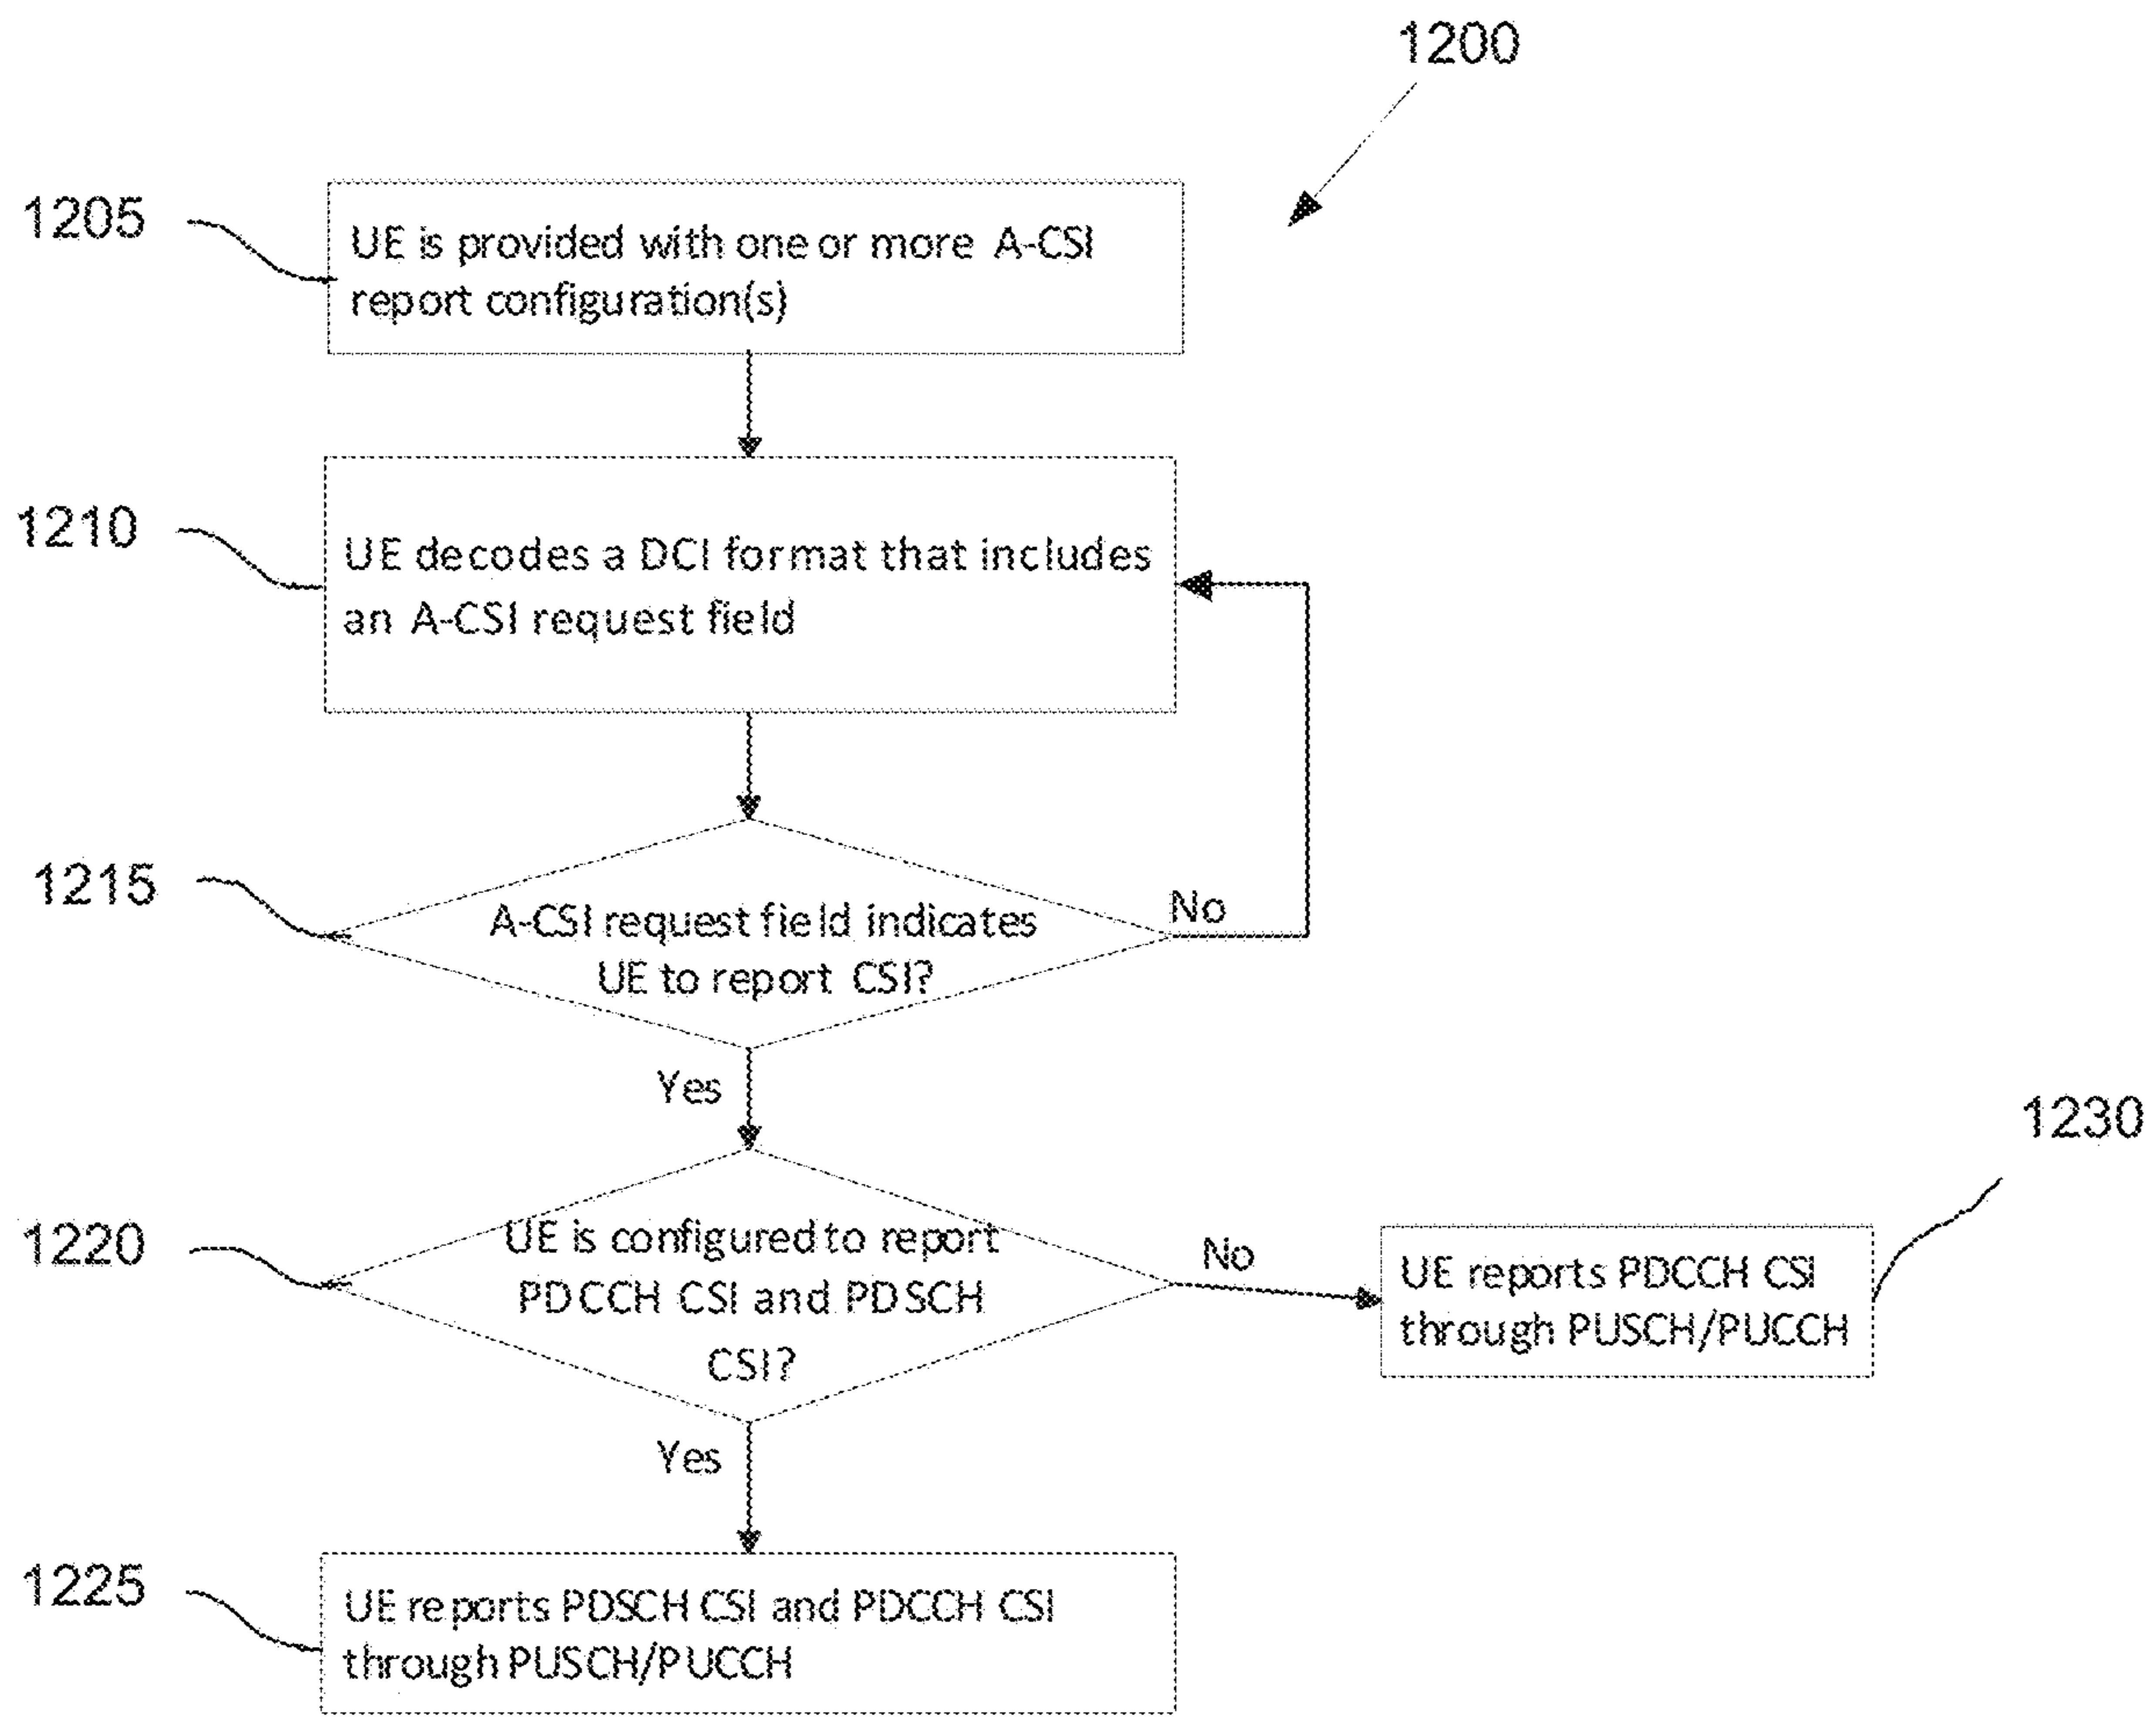 1200
1205
UE is provided with one or more A-CSI
report configuration(s)
1210
UE decodes a DCI format that includes
an A-CSI request field
1215
A-CSI request field indicates
UE to report CSI?
No
Yes
1220
UE is configured to report
PDCCH CSI and PDSCH
CSI?
No
1230
UE reports PDCCH CSI
through PUSCH/PUCCH
Yes
1225
UE reports PDSCH CSI and PDCCH CSI
through PUSCH/PUCCH